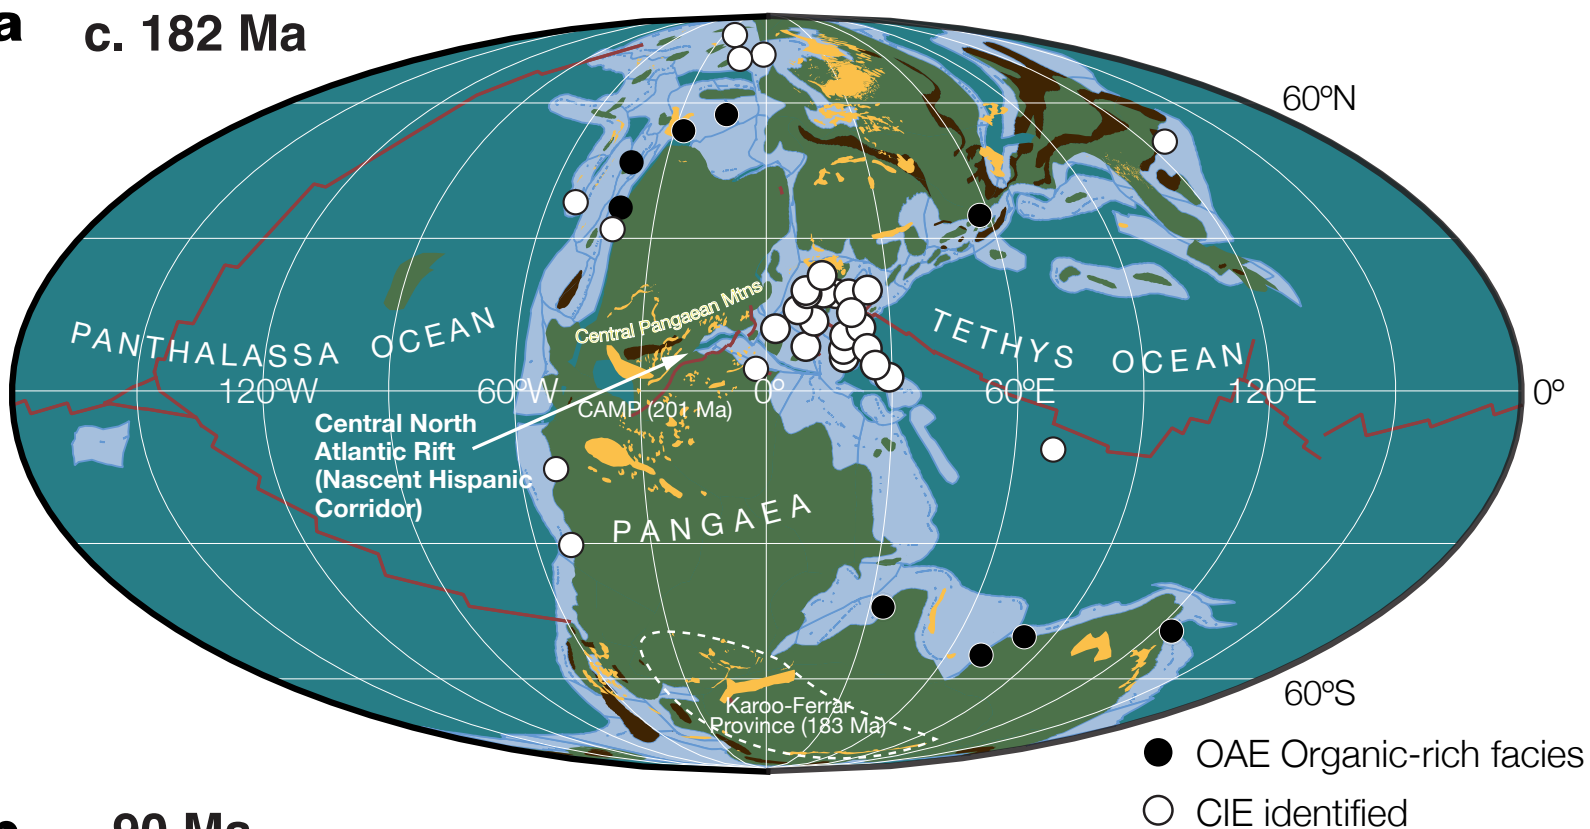 a
c. 182 Ma
60ºN
PANTHALASSA OCEAN
Central Pangaean Mtns
TETHYS OCEAN
120ºW
60ºW
0º
60ºE
120ºE
0º
CAMP (201 Ma)
Central North
Atlantic Rift
(Nascent Hispanic
Corridor)
PANGAEA
60ºS
Karoo-Ferrar
Province (183 Ma)
OAE Organic-rich facies
CIE identified
90 Ma